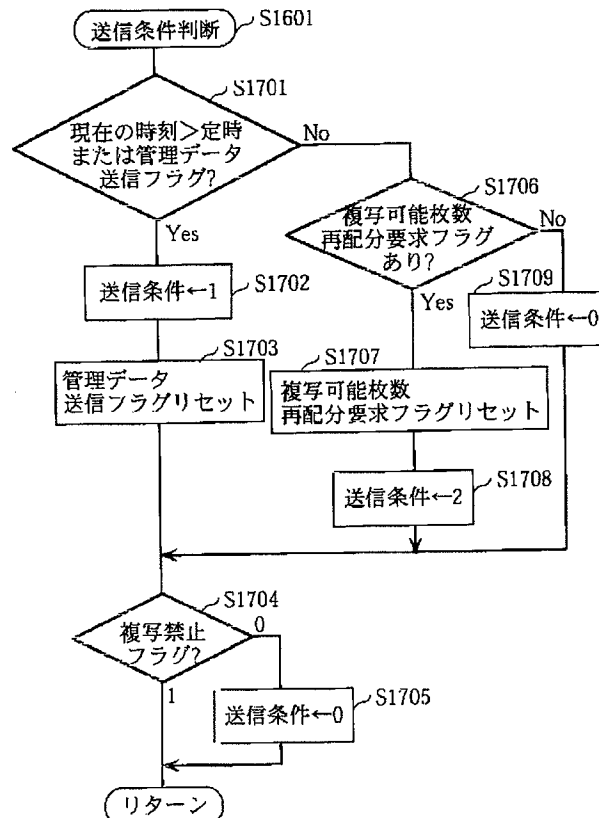 送信条件判断
S1601
S1701
現在の時刻＞定時
または管理データ
送信フラグ?
No
Yes
S1706
複写可能枚数
再配分要求フラグ
あり?
No
Yes
送信条件←1
S1702
S1709
送信条件←0
S1703
管理データ
送信フラグリセット
S1707
複写可能枚数
再配分要求フラグリセット
送信条件←2
S1708
S1704
複写禁止
フラグ?
0
1
送信条件←0
S1705
リターン